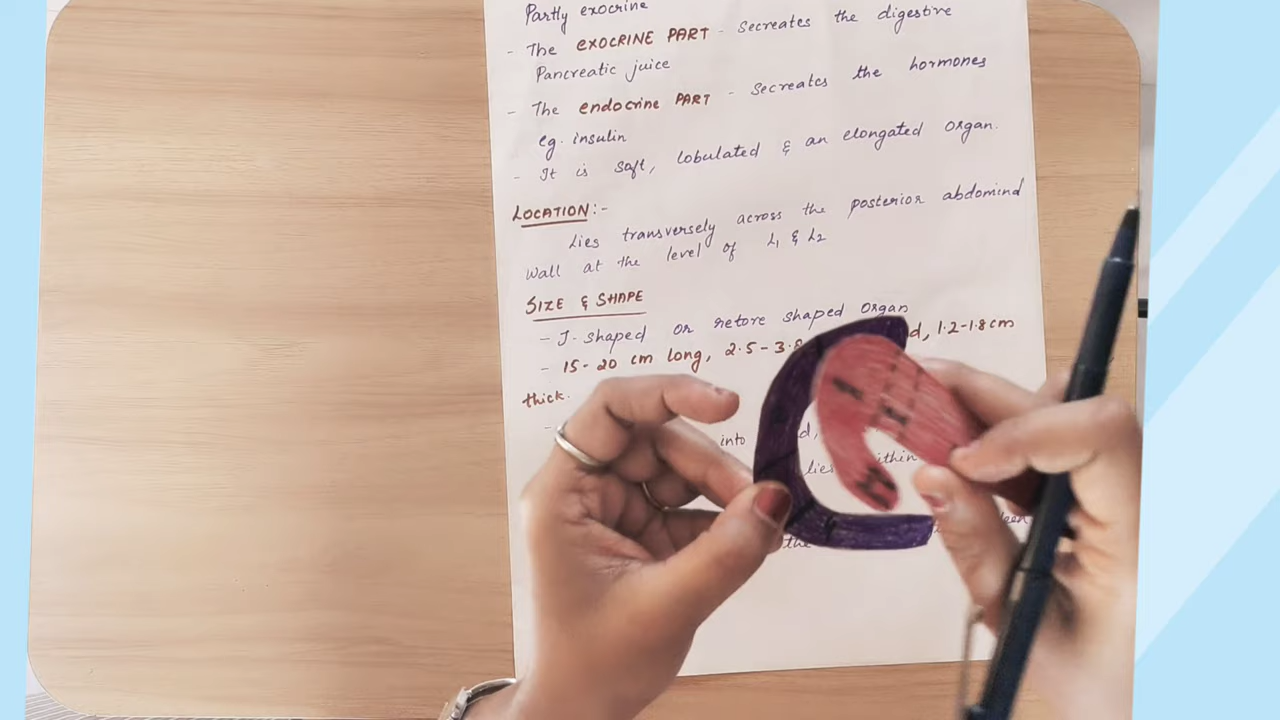 Partly exocrine
- The EXOCRINE PART - Secreates the digestive
Pancreatic juice
- The endocrine PART - secreates the hormones
eg. insulin
- It is soft, lobulated & an elongated organ.
LOCATION:-
Lies transversely across the posterior abdominal
wall at the level of L1 & L2
SIZE & SHAPE
- J. shaped or retore shaped organ
- 15-20 cm long, 2.5-3.8 d, 1.2-1.8cm
thick.
- into d,
lies within
the